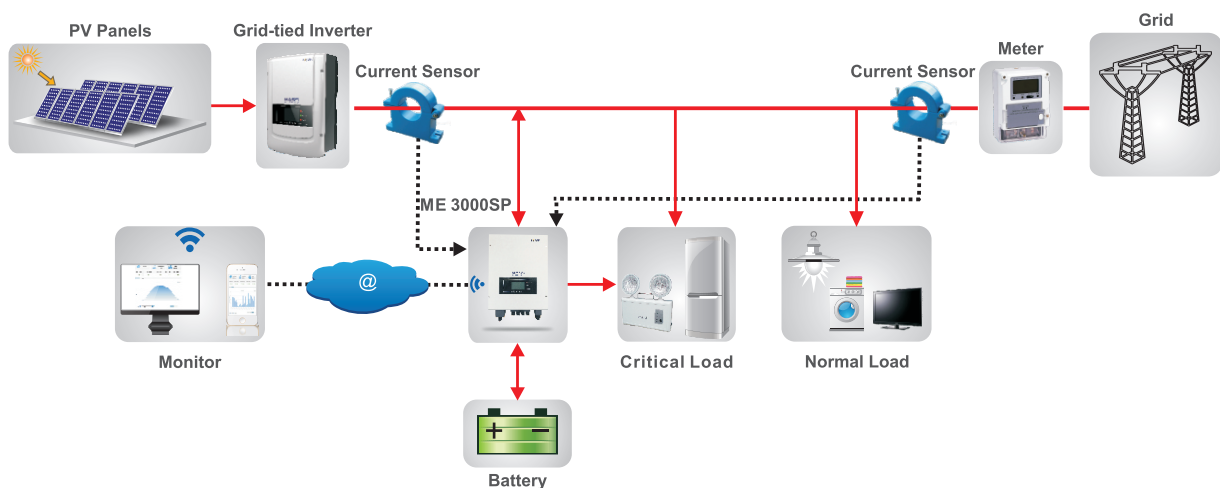 PV Panels
Grid-tied Inverter
Current Sensor
Current Sensor
Meter
Grid
ME 3000SP
@
Monitor
Critical Load
Normal Load
+ −
Battery